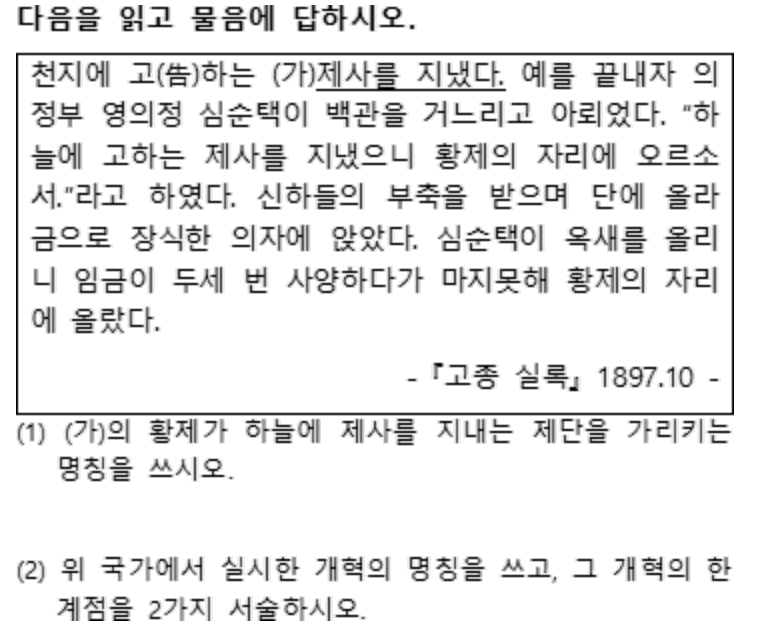 다음을 읽고 물음에 답하시오.
천지에 고(告)하는 (가)제사를 지냈다. 예를 끝내자 의
정부 영의정 심순택이 백관을 거느리고 아뢰었다. "하
늘에 고하는 제사를 지냈으니 황제의 자리에 오르소
서."라고 하였다. 신하들의 부축을 받으며 단에 올라
금으로 장식한 의자에 앉았다. 심순택이 옥새를 올리
니 임금이 두세 번 사양하다가 마지못해 황제의 자리
에 올랐다.
-『고종 실록』 1897.10 -
(1) (가)의 황제가 하늘에 제사를 지내는 제단을 가리키는
명칭을 쓰시오.
(2) 위 국가에서 실시한 개혁의 명칭을 쓰고, 그 개혁의 한
계점을 2가지 서술하시오.